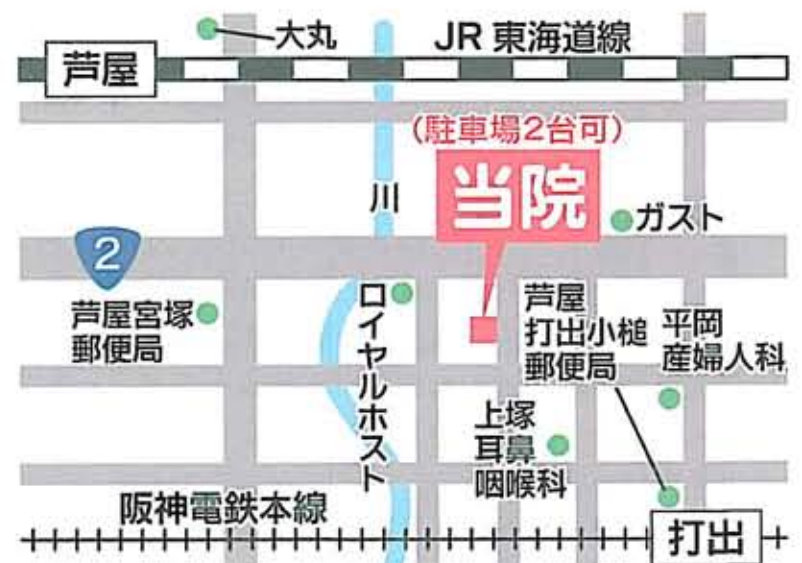 大丸
JR 東海道線
芦屋
(駐車場2台可)
当院
川
ガスト
2
芦屋宮塚
郵便局
ロイヤルホスト
芦屋
打出小槌
郵便局
平岡
産婦人科
上塚
耳鼻
咽喉科
阪神電鉄本線
打出